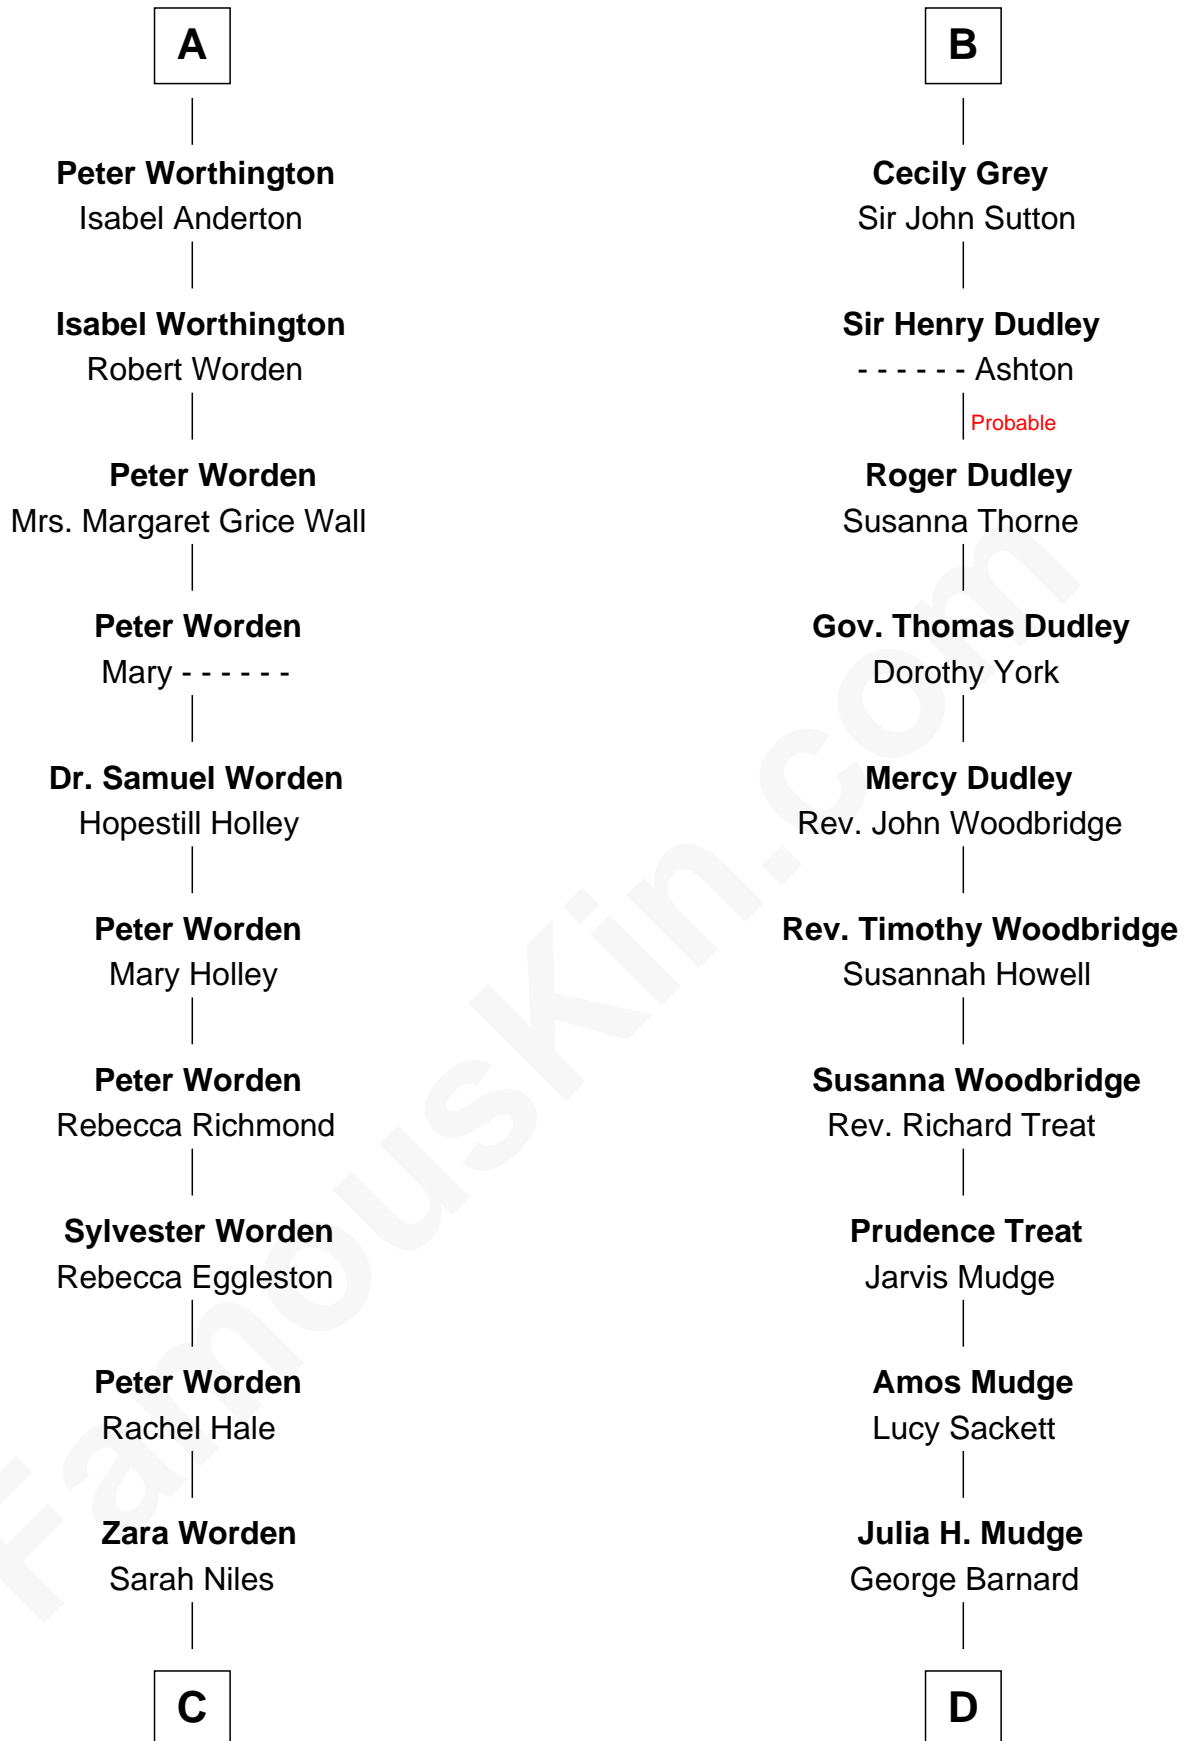 A
Peter Worthington
Isabel Anderton
Isabel Worthington
Robert Worden
Peter Worden
Mrs. Margaret Grice Wall
Peter Worden
Mary - - - - - -
Dr. Samuel Worden
Hopestill Holley
Peter Worden
Mary Holley
Peter Worden
Rebecca Richmond
Sylvester Worden
Rebecca Eggleston
Peter Worden
Rachel Hale
Zara Worden
Sarah Niles
C
B
Cecily Grey
Sir John Sutton
Sir Henry Dudley
- - - - - - Ashton
Probable
Roger Dudley
Susanna Thorne
Gov. Thomas Dudley
Dorothy York
Mercy Dudley
Rev. John Woodbridge
Rev. Timothy Woodbridge
Susannah Howell
Susanna Woodbridge
Rev. Richard Treat
Prudence Treat
Jarvis Mudge
Amos Mudge
Lucy Sackett
Julia H. Mudge
George Barnard
D
FamousKin.com